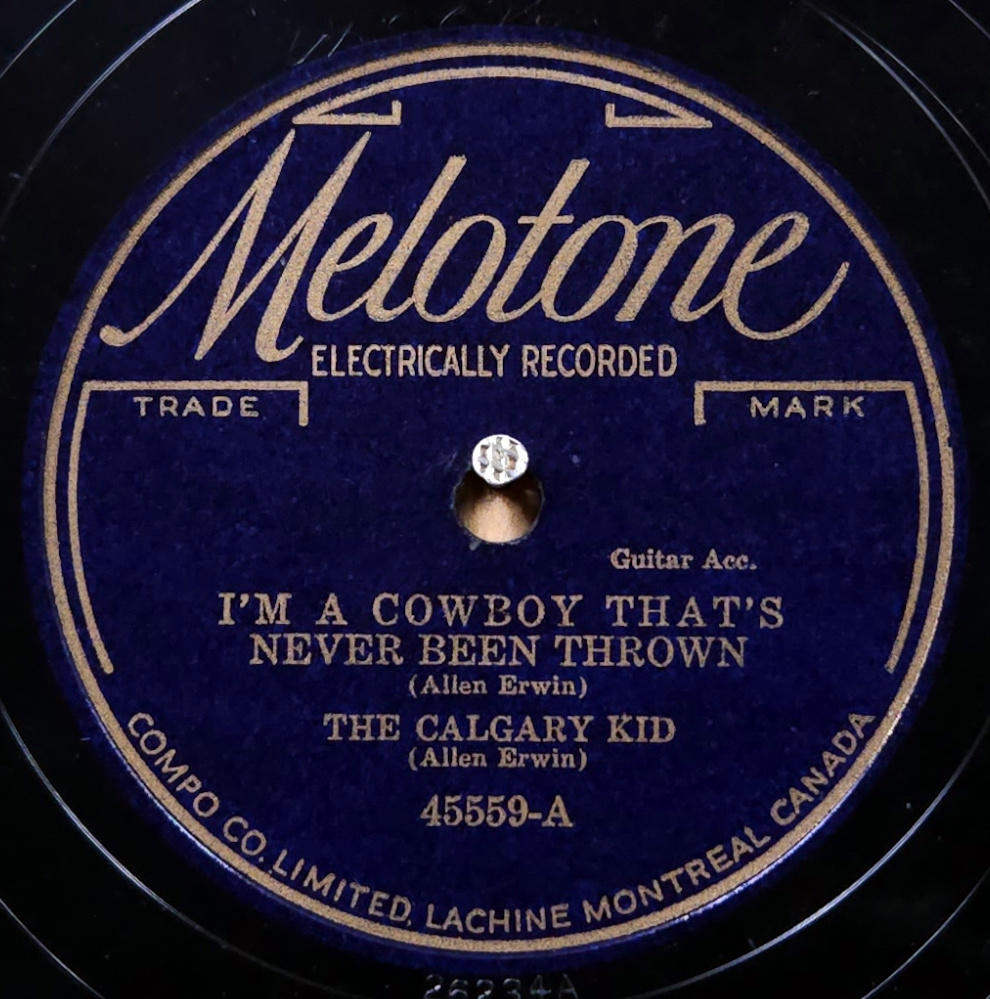 Melotone
ELECTRICALLY RECORDED
TRADE MARK
Guitar Acc.
I'M A COWBOY THAT'S
NEVER BEEN THROWN
(Allen Erwin)
THE CALGARY KID
(Allen Erwin)
45559-A
COMPO CO. LIMITED, LACHINE MONTREAL CANADA
26234A